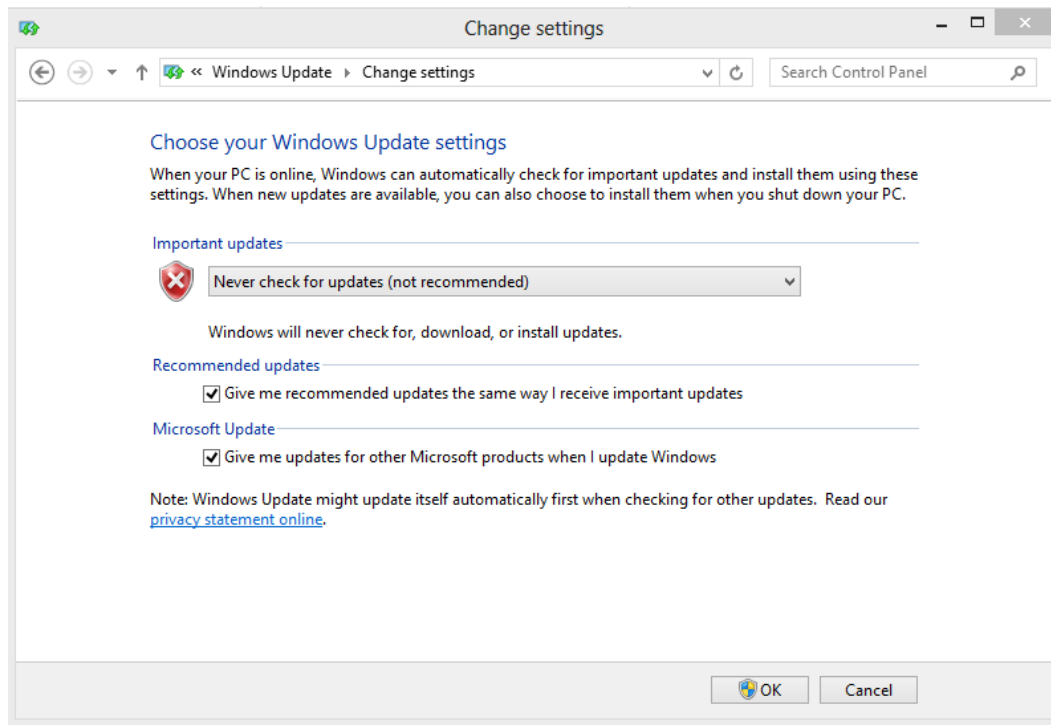 Change settings
« Windows Update Change settings
Search Control Panel
Choose your Windows Update settings
When your PC is online, Windows can automatically check for important updates and install them using these
settings. When new updates are available, you can also choose to install them when you shut down your PC.
Important updates
Never check for updates (not recommended)
Windows will never check for, download, or install updates.
Recommended updates
Give me recommended updates the same way I receive important updates
Microsoft Update
Give me updates for other Microsoft products when I update Windows
Note: Windows Update might update itself automatically first when checking for other updates.  Read our
privacy statement online.
OK Cancel